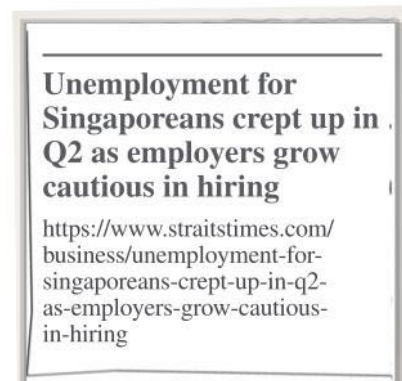 Unemployment for
Singaporeans crept up in
Q2 as employers grow
cautious in hiring
https://www.straitstimes.com/
business/unemployment-for-
singaporeans-crept-up-in-q2-
as-employers-grow-cautious-
in-hiring